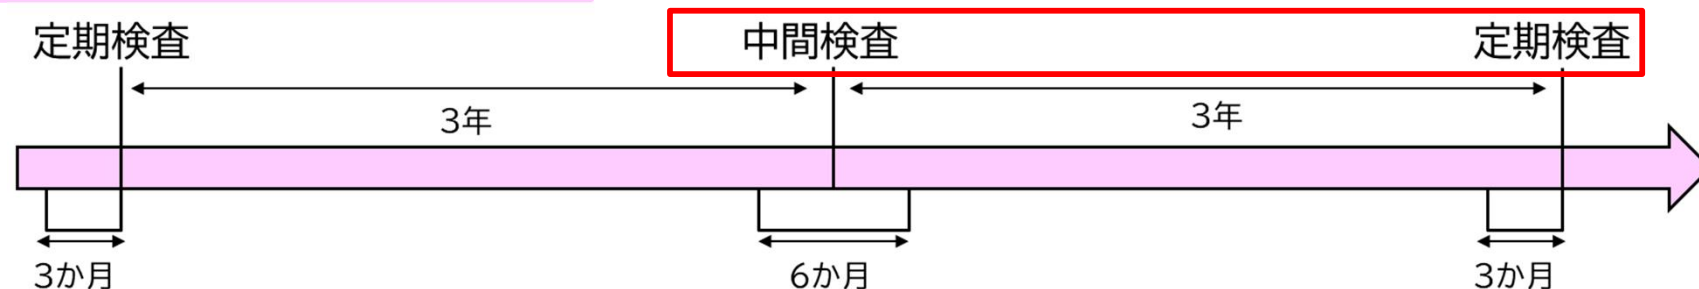 定期検査
中間検査
定期検査
3年
3年
3か月
6か月
3か月